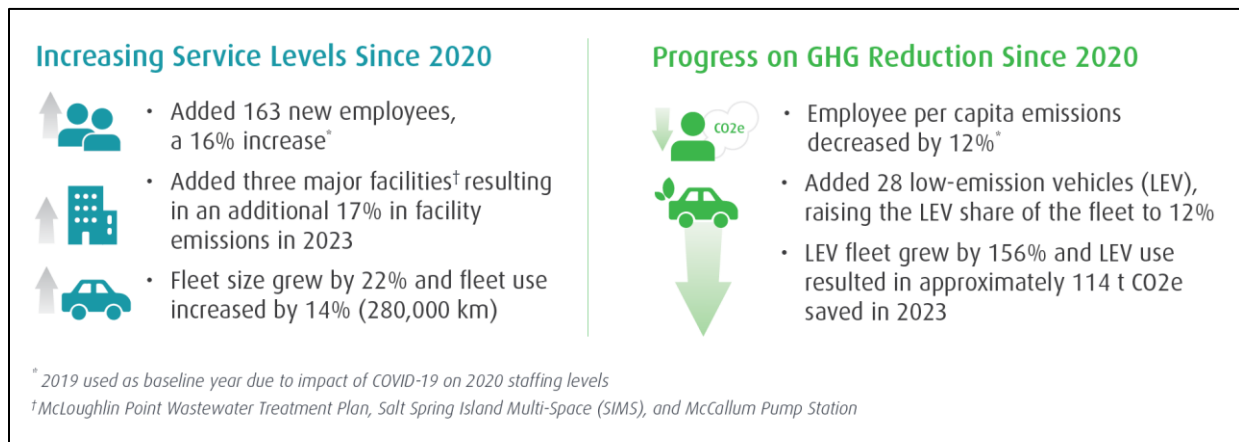 Increasing Service Levels Since 2020
• Added 163 new employees,
a 16% increase*
• Added three major facilities† resulting
in an additional 17% in facility
emissions in 2023
• Fleet size grew by 22% and fleet use
increased by 14% (280,000 km)
Progress on GHG Reduction Since 2020
CO2e
• Employee per capita emissions
decreased by 12%*
• Added 28 low-emission vehicles (LEV),
raising the LEV share of the fleet to 12%
• LEV fleet grew by 156% and LEV use
resulted in approximately 114 t CO2e
saved in 2023
* 2019 used as baseline year due to impact of COVID-19 on 2020 staffing levels
† McLoughlin Point Wastewater Treatment Plan, Salt Spring Island Multi-Space (SIMS), and McCallum Pump Station